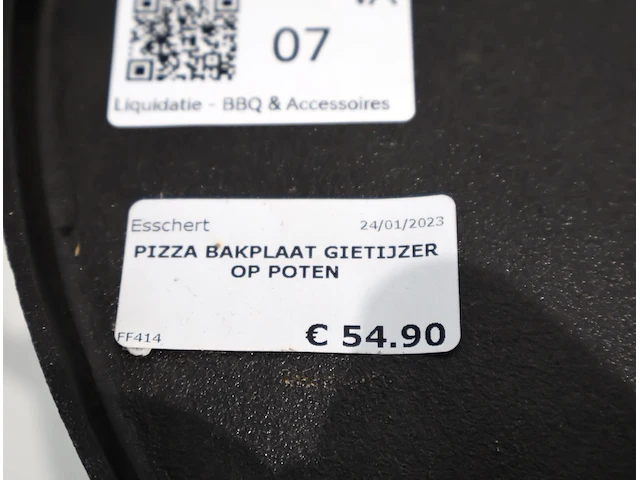 07
Liquidatie - BBQ & Accessoires
Esschert 24/01/2023
PIZZA BAKPLAAT GIETIJZER
OP POTEN
FF414 € 54.90